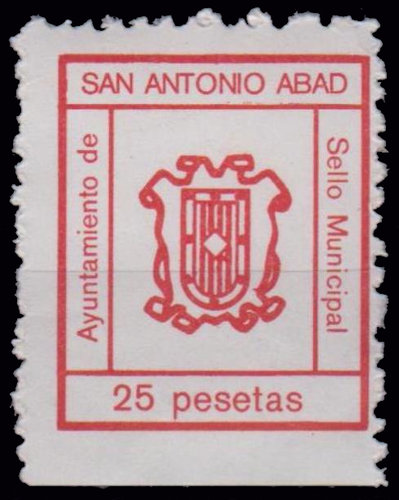 SAN ANTONIO ABAD
Ayuntamiento de
Sello Municipal
25 pesetas